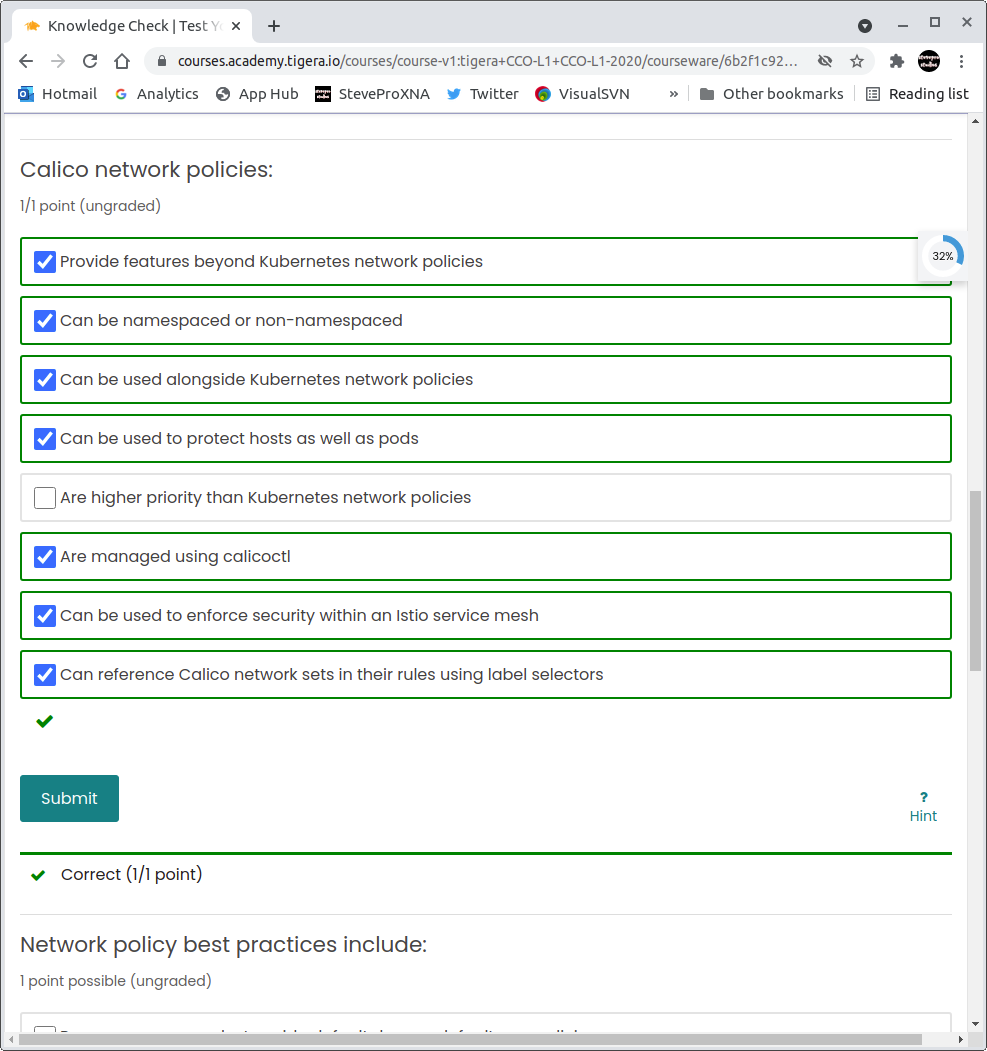 Knowledge Check | Test Y
courses.academy.tigera.io/courses/course-v1:tigera+CCO-L1+CCO-L1-2020/courseware/6b2f1c92...
Hotmail Analytics App Hub SteveProXNA Twitter VisualSVN » Other bookmarks Reading list
Calico network policies:
1/1 point (ungraded)
Provide features beyond Kubernetes network policies
32%
Can be namespaced or non-namespaced
Can be used alongside Kubernetes network policies
Can be used to protect hosts as well as pods
Are higher priority than Kubernetes network policies
Are managed using calicoctl
Can be used to enforce security within an Istio service mesh
Can reference Calico network sets in their rules using label selectors
Submit
?
Hint
Correct (1/1 point)
Network policy best practices include:
1 point possible (ungraded)